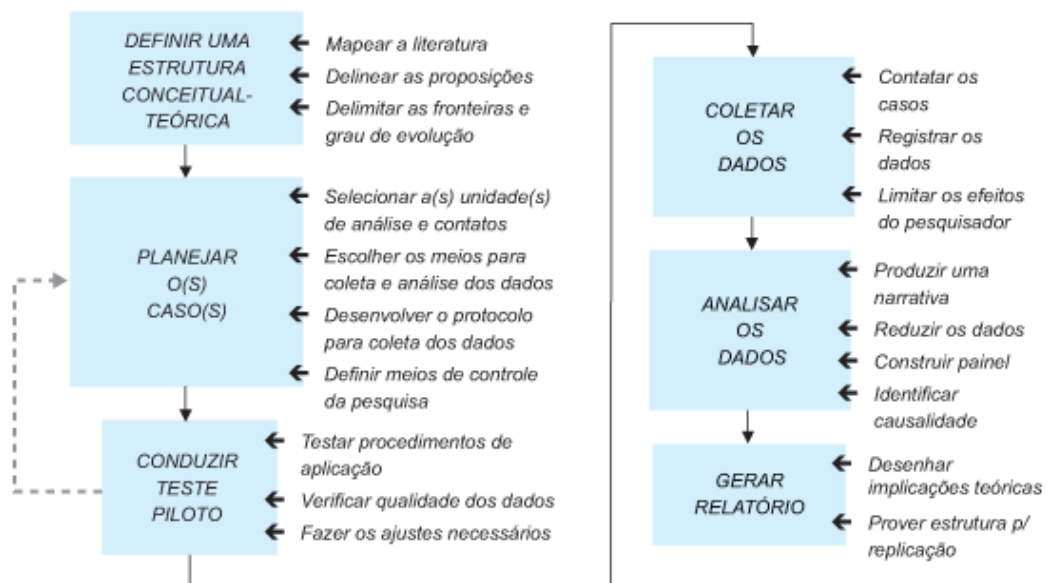 DEFINIR UMA
ESTRUTURA
CONCEITUAL-
TEÓRICA
Mapear a literatura
Delinear as proposições
Delimitar as fronteiras e
grau de evolução
PLANEJAR
O(S)
CASO(S)
Selecionar a(s) unidade(s)
de análise e contatos
Escolher os meios para
coleta e análise dos dados
Desenvolver o protocolo
para coleta dos dados
Definir meios de controle
da pesquisa
CONDUZIR
TESTE
PILOTO
Testar procedimentos de
aplicação
Verificar qualidade dos dados
Fazer os ajustes necessários
COLETAR
OS
DADOS
Contatar os
casos
Registrar os
dados
Limitar os efeitos
do pesquisador
ANALISAR
OS
DADOS
Produzir uma
narrativa
Reduzir os dados
Construir painel
Identificar
causalidade
GERAR
RELATÓRIO
Desenhar
implicações teóricas
Prover estrutura p/
replicação